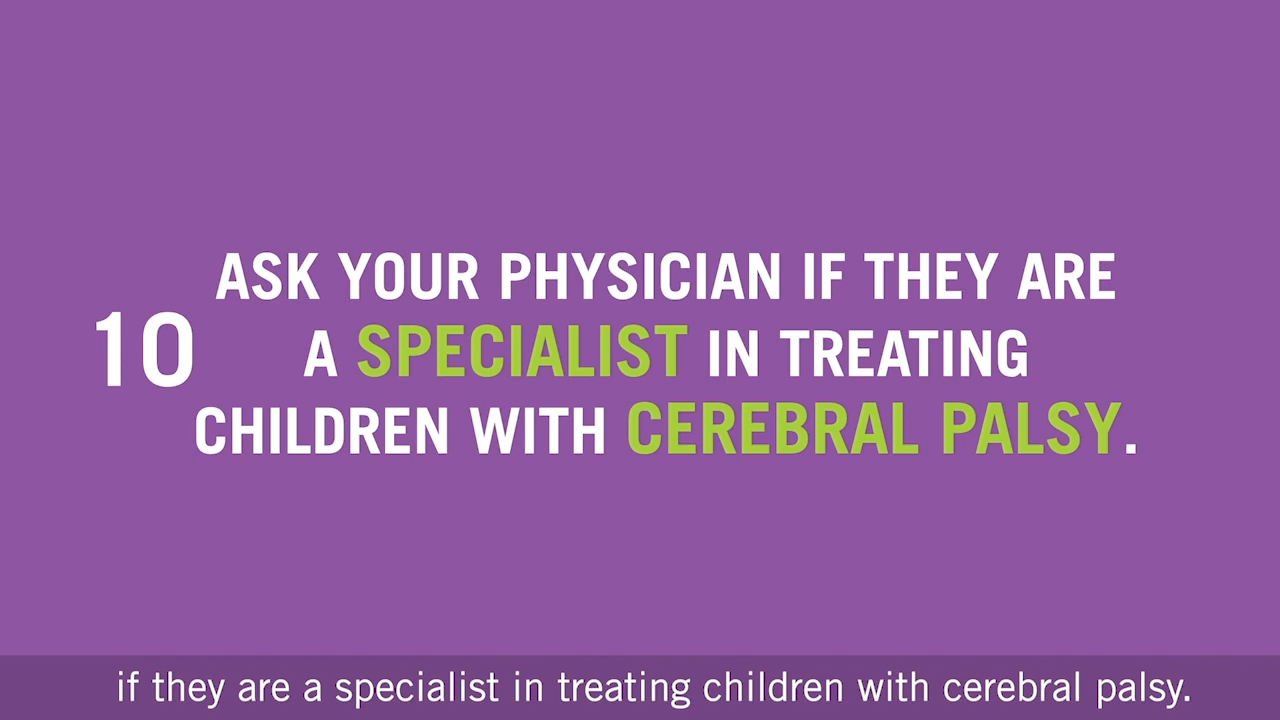 10
ASK YOUR PHYSICIAN IF THEY ARE
A SPECIALIST IN TREATING
CHILDREN WITH CEREBRAL PALSY.
if they are a specialist in treating children with cerebral palsy.